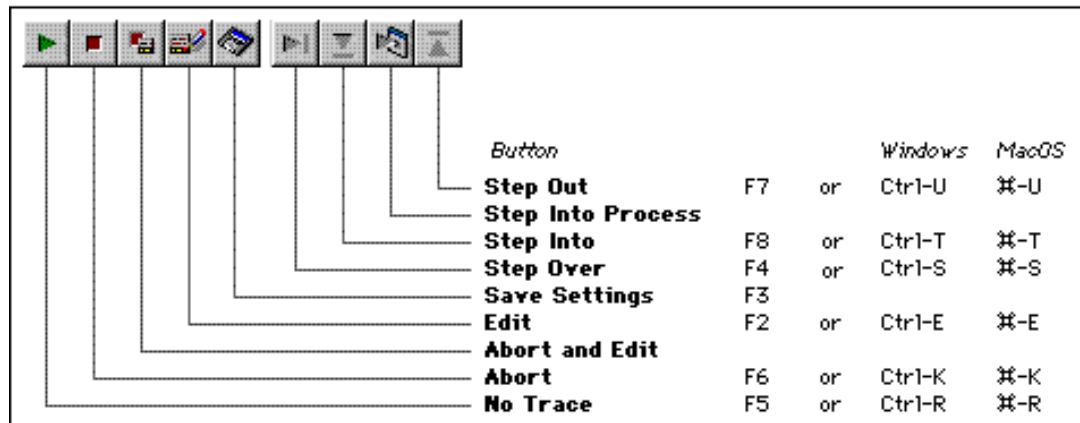 Button Windows MacOS
Step Out F7 or Ctrl-U ⌘-U
Step Into Process
Step Into F8 or Ctrl-T ⌘-T
Step Over F4 or Ctrl-S ⌘-S
Save Settings F3
Edit F2 or Ctrl-E ⌘-E
Abort and Edit
Abort F6 or Ctrl-K ⌘-K
No Trace F5 or Ctrl-R ⌘-R